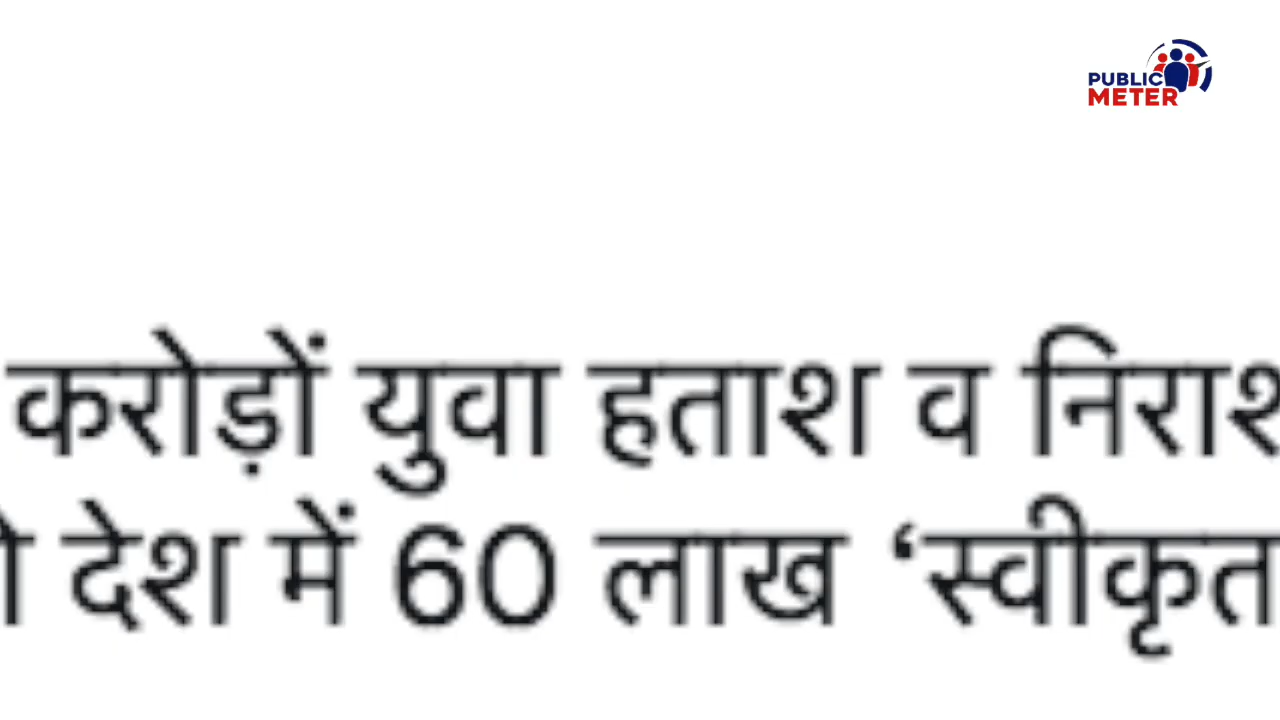 PUBLIC
METER
करोड़ों युवा हताश व निराश
देश में 60 लाख ‘स्वीकृत